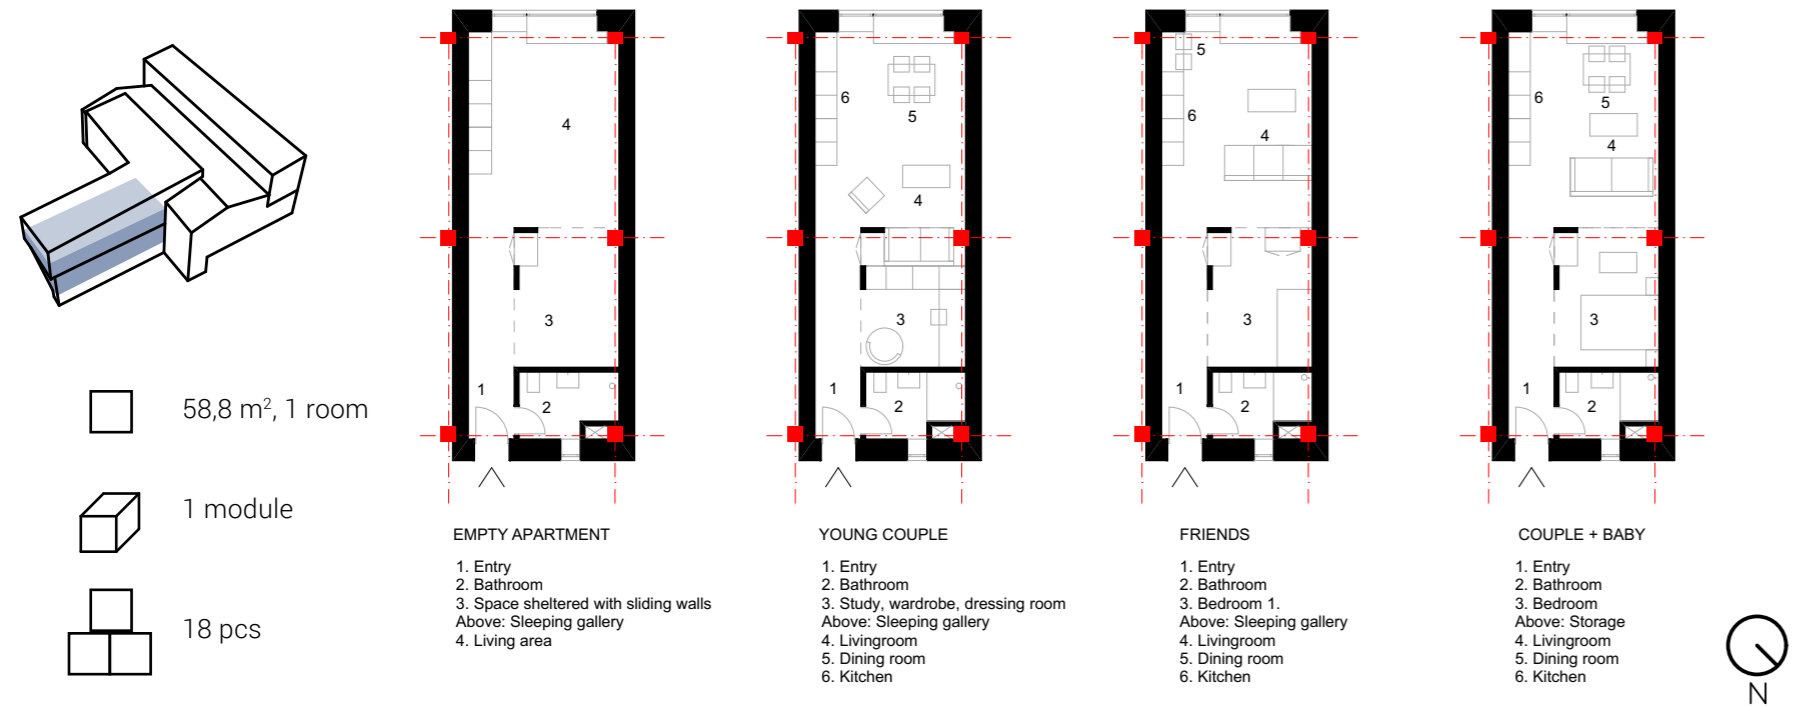 58,8 m², 1 room
1 module
18 pcs
4
3
1
2
EMPTY APARTMENT
1. Entry
2. Bathroom
3. Space sheltered with sliding walls
Above: Sleeping gallery
4. Living area
6
5
4
3
1
2
YOUNG COUPLE
1. Entry
2. Bathroom
3. Study, wardrobe, dressing room
Above: Sleeping gallery
4. Livingroom
5. Dining room
6. Kitchen
5
6
4
3
1
2
FRIENDS
1. Entry
2. Bathroom
3. Bedroom 1.
Above: Sleeping gallery
4. Livingroom
5. Dining room
6. Kitchen
6
5
4
3
1
2
COUPLE + BABY
1. Entry
2. Bathroom
3. Bedroom
Above: Storage
4. Livingroom
5. Dining room
6. Kitchen
N